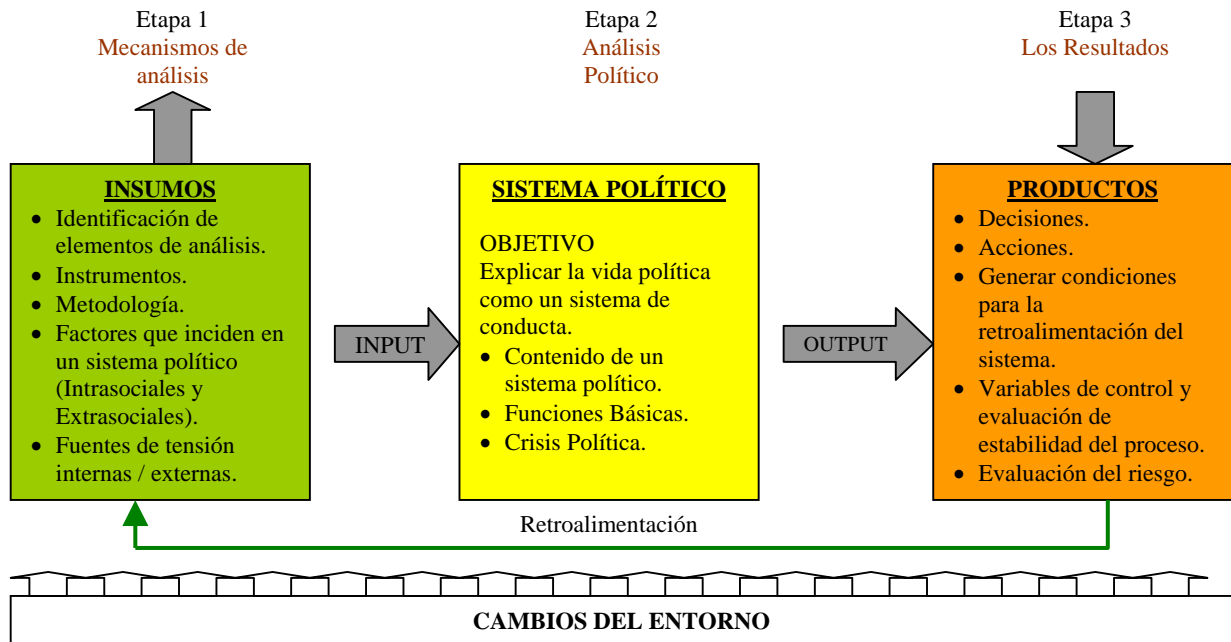 Etapa 1
Mecanismos de
análisis
Etapa 2
Análisis
Político
Etapa 3
Los Resultados
INSUMOS
• Identificación de
elementos de análisis.
• Instrumentos.
• Metodología.
• Factores que inciden en
un sistema político
(Intrasociales y
Extrasociales).
• Fuentes de tensión
internas / externas.
INPUT
SISTEMA POLÍTICO
OBJETIVO
Explicar la vida política
como un sistema de
conducta.
• Contenido de un
sistema político.
• Funciones Básicas.
• Crisis Política.
OUTPUT
PRODUCTOS
• Decisiones.
• Acciones.
• Generar condiciones
para la
retroalimentación del
sistema.
• Variables de control y
evaluación de
estabilidad del proceso.
• Evaluación del riesgo.
Retroalimentación
CAMBIOS DEL ENTORNO